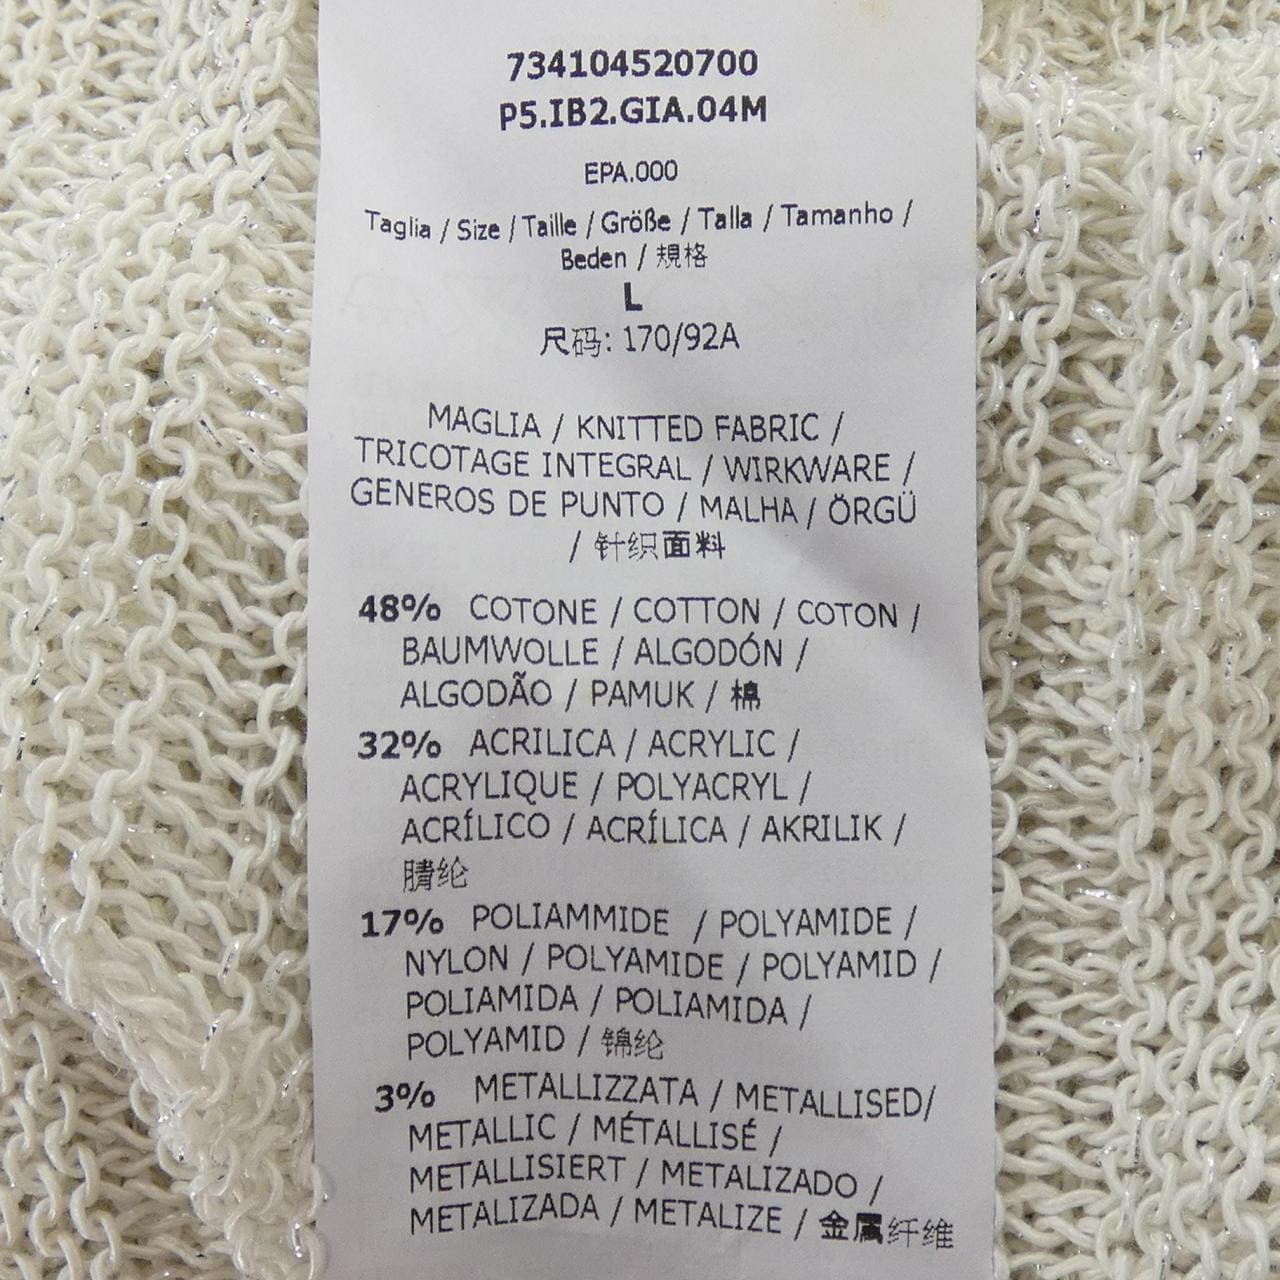 734104520700
P5.IB2.GIA.04M
EPA.000
Taglia / Size / Taille / Größe / Talla / Tamanho /
Beden / 規格
L
尺码: 170/92A
MAGLIA / KNITTED FABRIC /
TRICOTAGE INTEGRAL / WIRKWARE /
GENEROS DE PUNTO / MALHA / ÖRGÜ
/ 针织面料
48% COTONE / COTTON / COTON /
BAUMWOLLE / ALGODÓN /
ALGODÃO / PAMUK / 棉
32% ACRILICA / ACRYLIC /
ACRYLIQUE / POLYACRYL /
ACRÍLICO / ACRÍLICA / AKRILIK /
腈纶
17% POLIAMMIDE / POLYAMIDE /
NYLON / POLYAMIDE / POLYAMID /
POLIAMIDA / POLIAMIDA /
POLYAMID / 锦纶
3% METALLIZZATA / METALLISED/
METALLIC / MÉTALLISÉ /
METALLISIERT / METALIZADO /
METALIZADA / METALIZE / 金属纤维